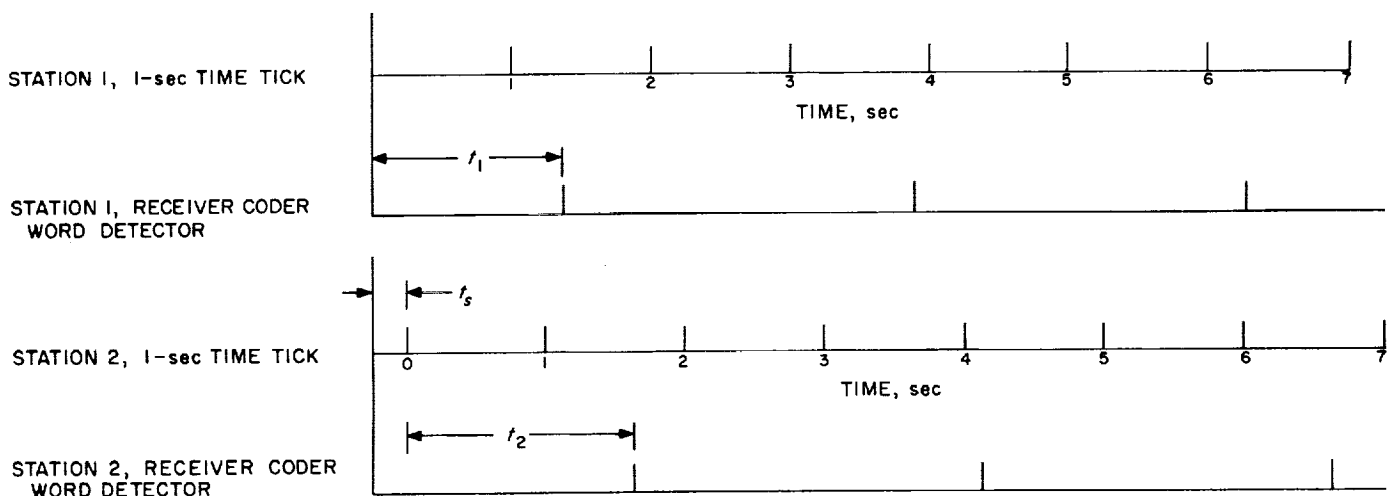 STATION 1, 1-sec TIME TICK
1 2 3 4 5 6 7
TIME, sec
t1
STATION 1, RECEIVER CODER
WORD DETECTOR
ts
STATION 2, 1-sec TIME TICK
0 1 2 3 4 5 6 7
TIME, sec
t2
STATION 2, RECEIVER CODER
WORD DETECTOR